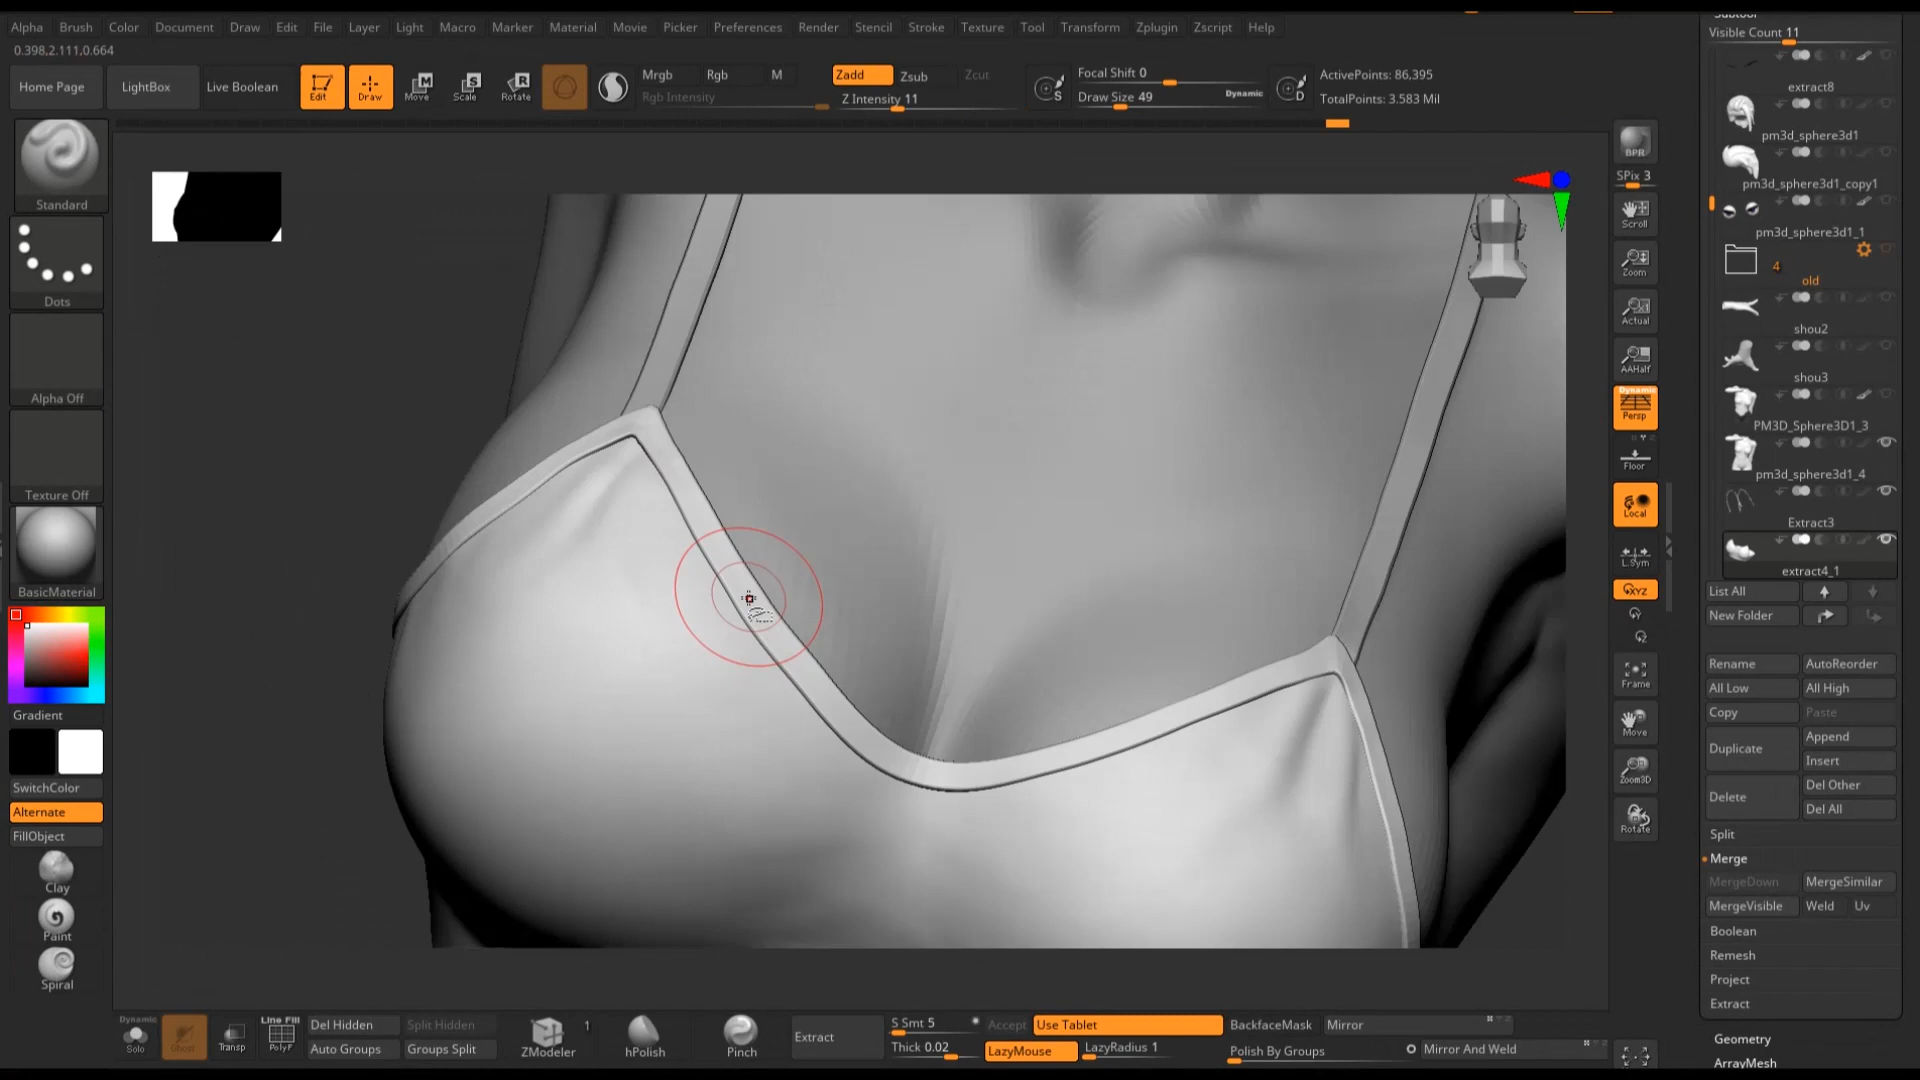 Alpha Brush Color Document Draw Edit File Layer Light Macro Marker Material Movie Picker Preferences Render Stencil Stroke Texture Tool Transform Zplugin Zscript Help
0.398,2.111,0.664
Home Page LightBox Live Boolean Edit Draw Move Scale Rotate
Mrgb Rgb M
Rgb Intensity
Zadd Zsub Zcut
Z Intensity 11
Focal Shift 0
Draw Size 49 Dynamic
S
D
ActivePoints: 86,395
TotalPoints: 3.583 Mil
Standard
Dots
Alpha Off
Texture Off
BasicMaterial
Gradient
SwitchColor
Alternate
FillObject
Clay
Paint
Spiral
BPR
SPix 3
Scroll
Zoom
Actual
AAHalf
Dynamic
Persp
Floor
Local
L.Sym
XYZ
Frame
Move
Zoom3D
Rotate
Visible Count 11
extract8
pm3d_sphere3d1
pm3d_sphere3d1_copy1
pm3d_sphere3d1_1
4
old
shou2
shou3
PM3D_Sphere3D1_3
pm3d_sphere3d1_4
Extract3
extract4_1
List All
New Folder
Rename AutoReorder
All Low All High
Copy Paste
Duplicate Append
Insert
Delete Del Other
Del All
Split
Merge
MergeDown MergeSimilar
MergeVisible Weld Uv
Boolean
Remesh
Project
Extract
Geometry
ArrayMesh
Dynamic
Solo
Ghost
Transp
Line Fill
PolyF
Del Hidden Split Hidden
Auto Groups Groups Split
ZModeler 1
hPolish
Pinch
Extract
S Smt 5 Accept
Thick 0.02
Use Tablet
LazyMouse LazyRadius 1
BackfaceMask Mirror
Polish By Groups Mirror And Weld